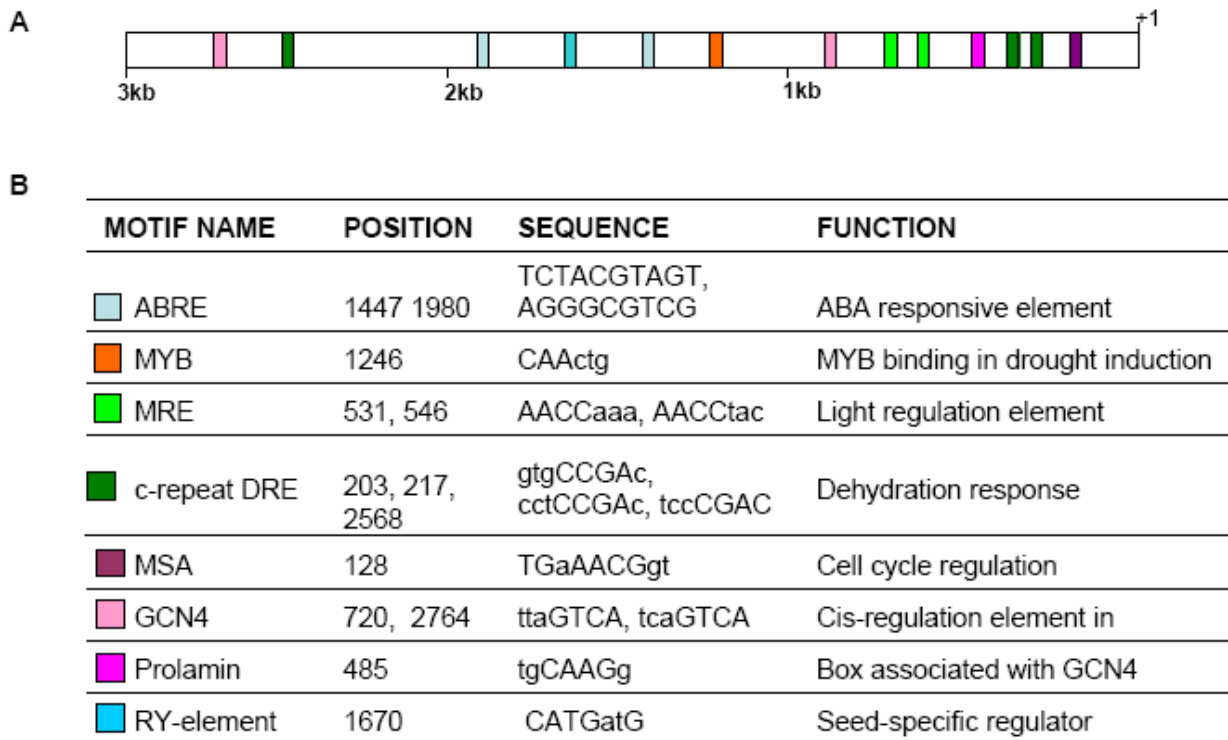 A
+1
3kb 2kb 1kb
B
MOTIF NAME POSITION SEQUENCE FUNCTION
TCTACGTAGT,
ABRE 1447 1980 AGGGCGTCG ABA responsive element
MYB 1246 CAActg MYB binding in drought induction
MRE 531, 546 AACCaaa, AACCtac Light regulation element
gtgCCGAc,
c-repeat DRE 203, 217, cctCCGAc, tccCGAC Dehydration response
2568
MSA 128 TGaAACGgt Cell cycle regulation
GCN4 720, 2764 ttaGTCA, tcaGTCA Cis-regulation element in
Prolamin 485 tgCAAGg Box associated with GCN4
RY-element 1670 CATGatG Seed-specific regulator